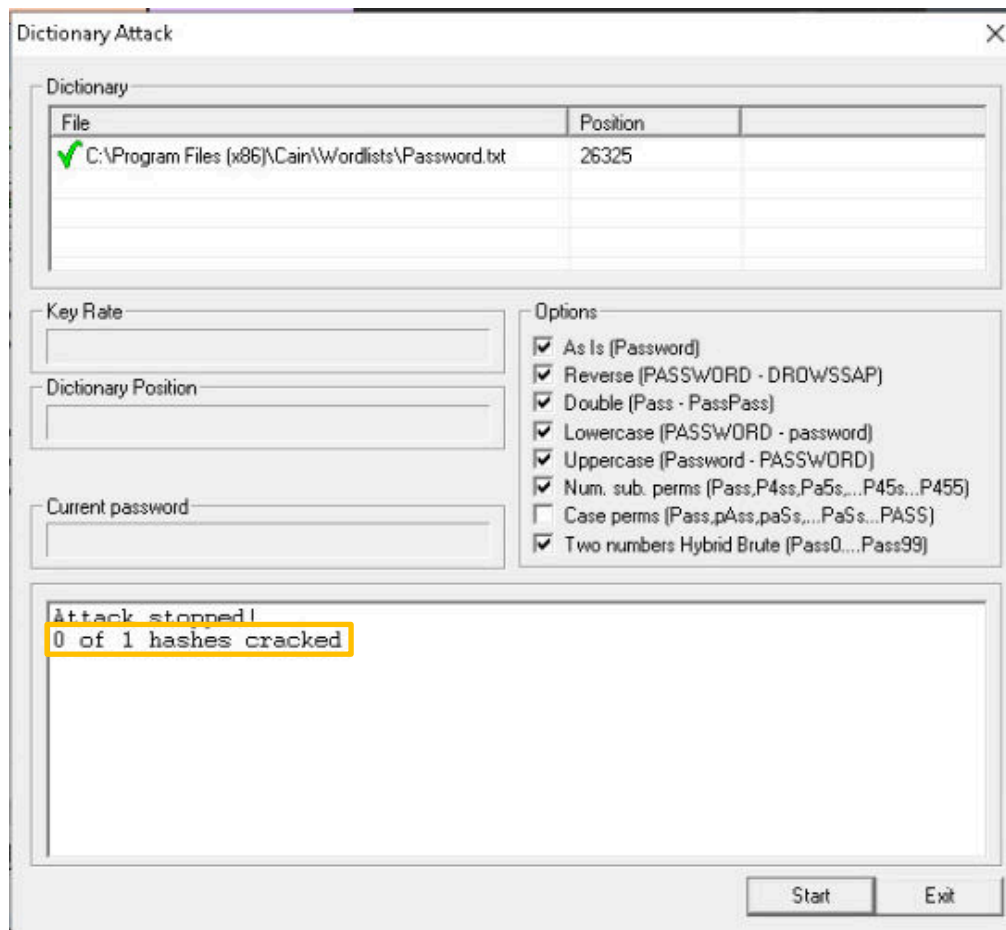 Dictionary Attack
Dictionary
File Position
C:\Program Files (x86)\Cain\Wordlists\Password.txt 26325
Key Rate
Dictionary Position
Current password
Options
As Is (Password)
Reverse (PASSWORD - DROWSSAP)
Double (Pass - PassPass)
Lowercase (PASSWORD - password)
Uppercase (Password - PASSWORD)
Num. sub. perms (Pass,P4ss,Pa5s,...P45s...P455)
Case perms (Pass,pAss,paSs,...PaSs...PASS)
Two numbers Hybrid Brute (Pass0....Pass99)
Attack stopped!
0 of 1 hashes cracked
Start Exit